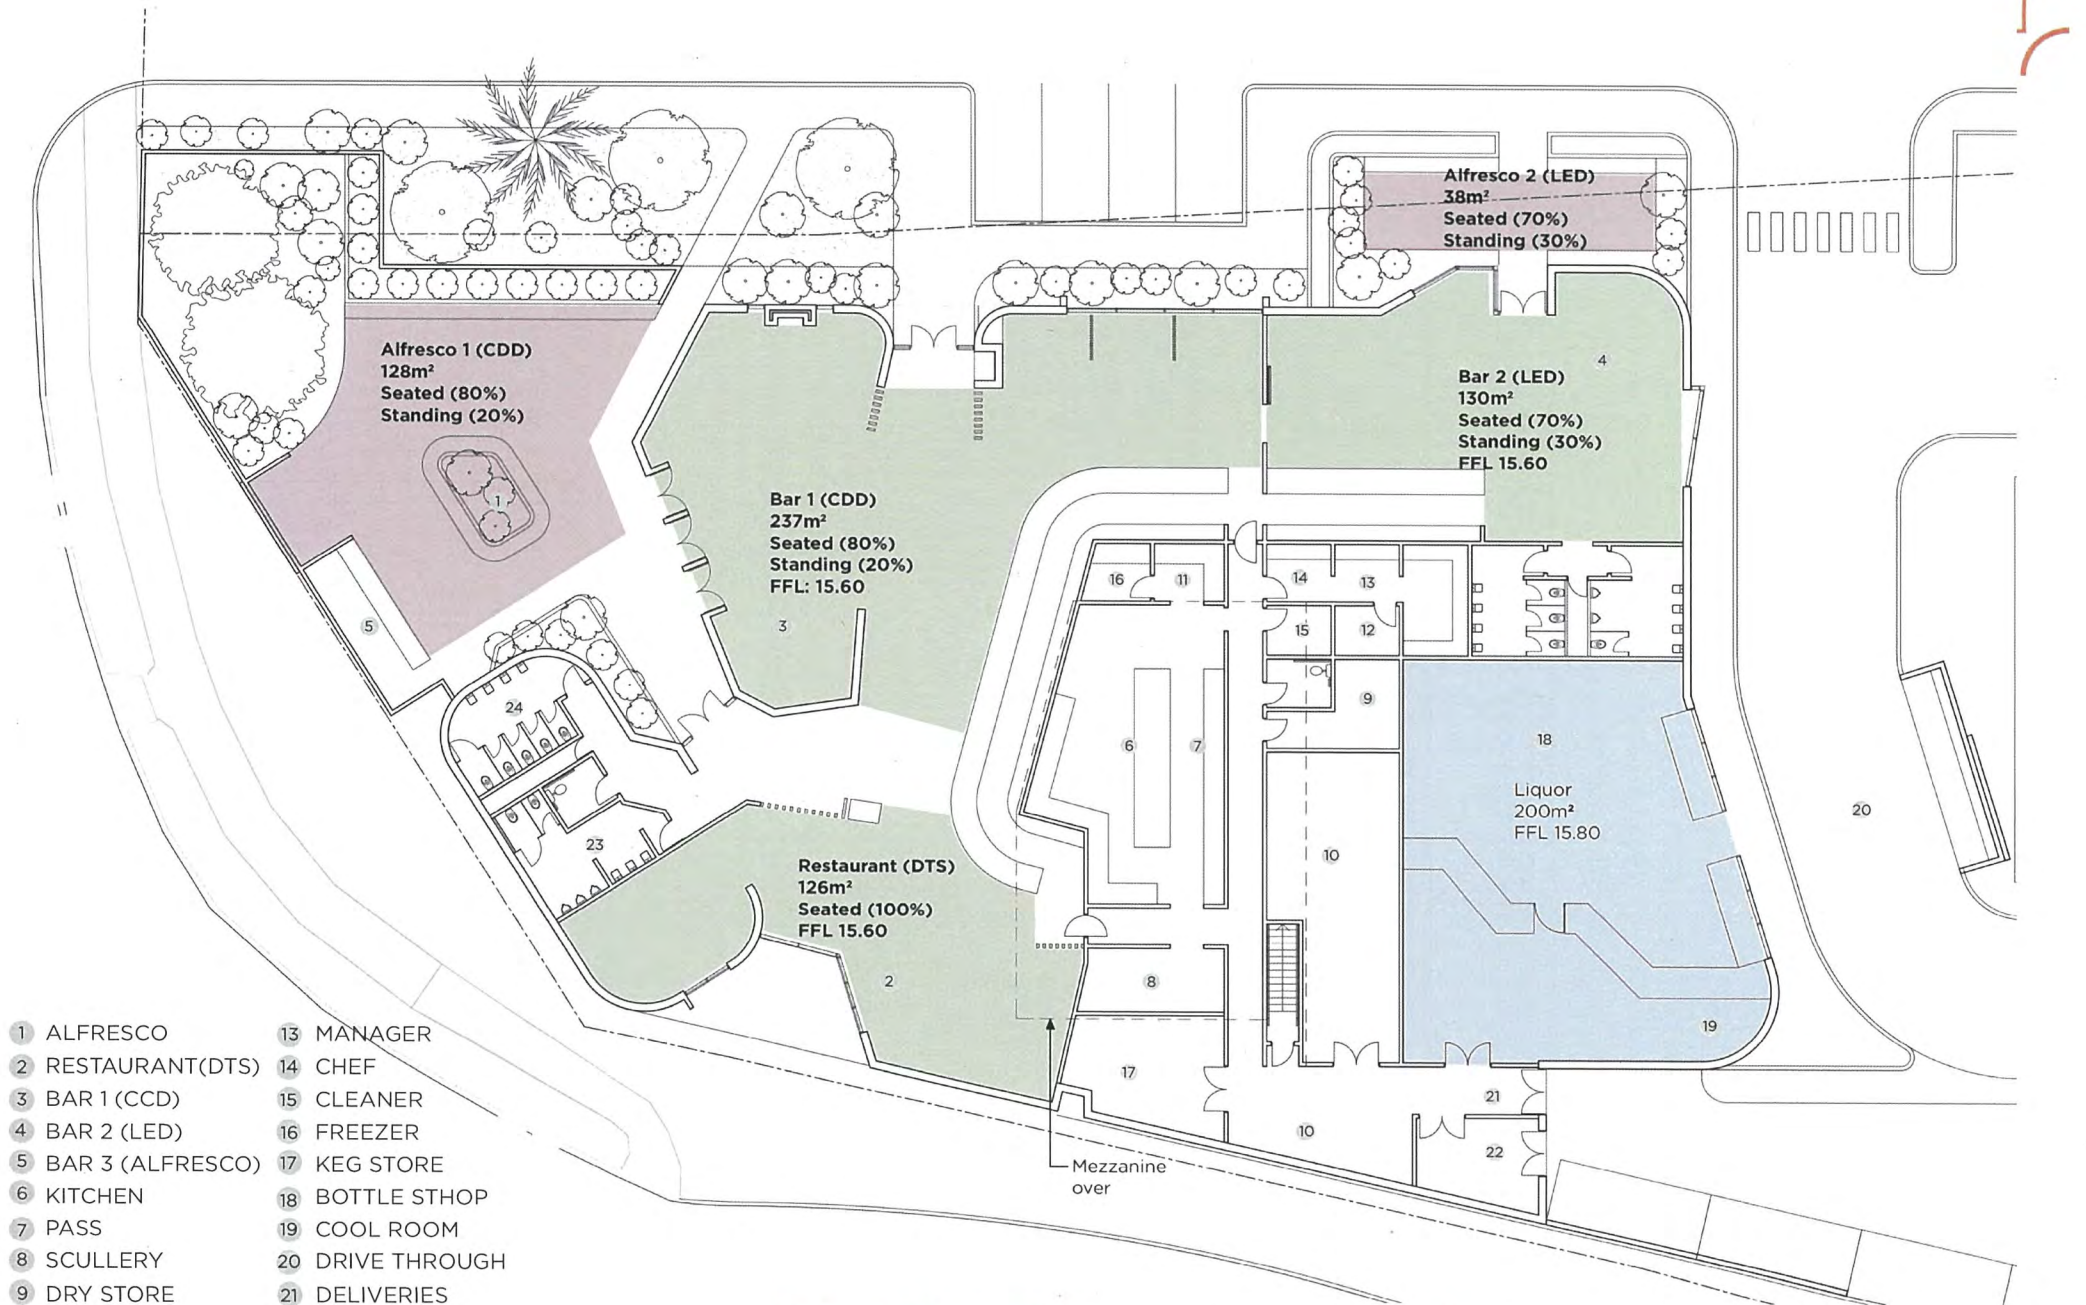 Alfresco 2 (LED)
38m²
Seated (70%)
Standing (30%)
Alfresco 1 (CDD)
128m²
Seated (80%)
Standing (20%)
4
Bar 2 (LED)
130m²
Seated (70%)
Standing (30%)
FFL 15.60
1
Bar 1 (CDD)
237m²
Seated (80%)
Standing (20%)
FFL: 15.60
3
5
16
11
14
13
15
12
9
24
6
7
18
Liquor
200m²
FFL 15.80
20
23
10
Restaurant (DTS)
126m²
Seated (100%)
FFL 15.60
2
8
19
17
21
10
22
Mezzanine
over
1 ALFRESCO
2 RESTAURANT(DTS)
3 BAR 1 (CCD)
4 BAR 2 (LED)
5 BAR 3 (ALFRESCO)
6 KITCHEN
7 PASS
8 SCULLERY
9 DRY STORE
13 MANAGER
14 CHEF
15 CLEANER
16 FREEZER
17 KEG STORE
18 BOTTLE STHOP
19 COOL ROOM
20 DRIVE THROUGH
21 DELIVERIES